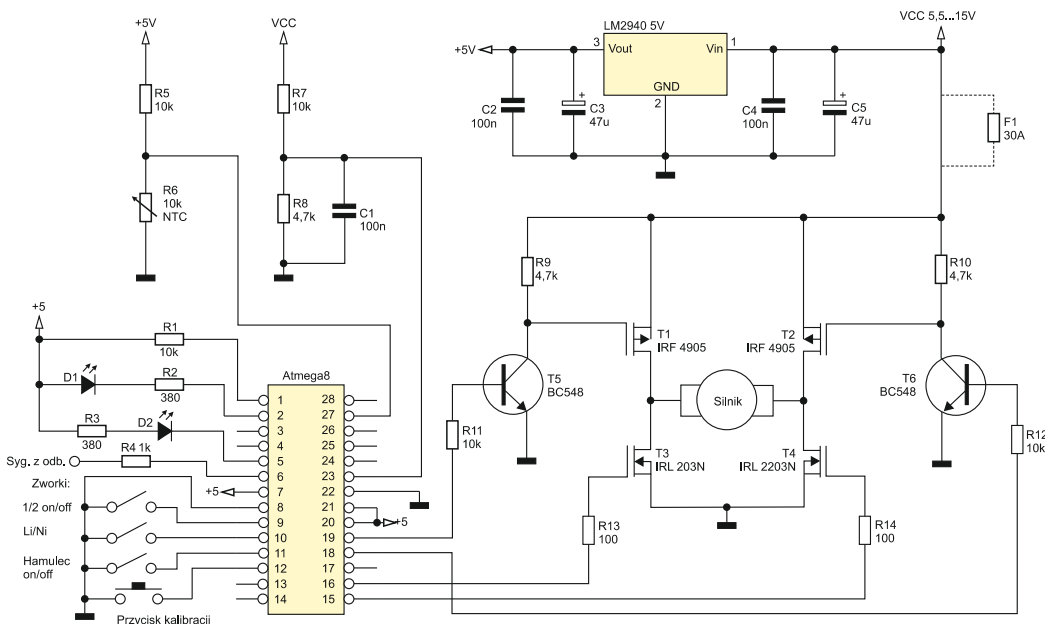 +5V
VCC
LM2940 5V
VCC 5,5...15V
+5V
3
Vout
Vin
1
GND
2
R5
10k
R7
10k
C2
100n
+
C3
47u
C4
100n
+
C5
47u
F1
30A
R6
10k
NTC
R8
4,7k
C1
100n
R9
4,7k
R10
4,7k
+5
R1
10k
D1
R2
380
R3
380
D2
R4 1k
Syg. z odb.
Zworki:
1/2 on/off
Li/Ni
Hamulec
on/off
Przycisk kalibracji
+5
Atmega8
1
28
2
27
3
26
4
25
5
24
6
23
7
22
8
21
9
20
10
19
11
18
12
17
13
16
14
15
+5
T1
IRF 4905
T2
IRF 4905
T5
BC548
Silnik
T6
BC548
R11
10k
R12
10k
T3
IRL 203N
T4
IRL 2203N
R13
100
R14
100